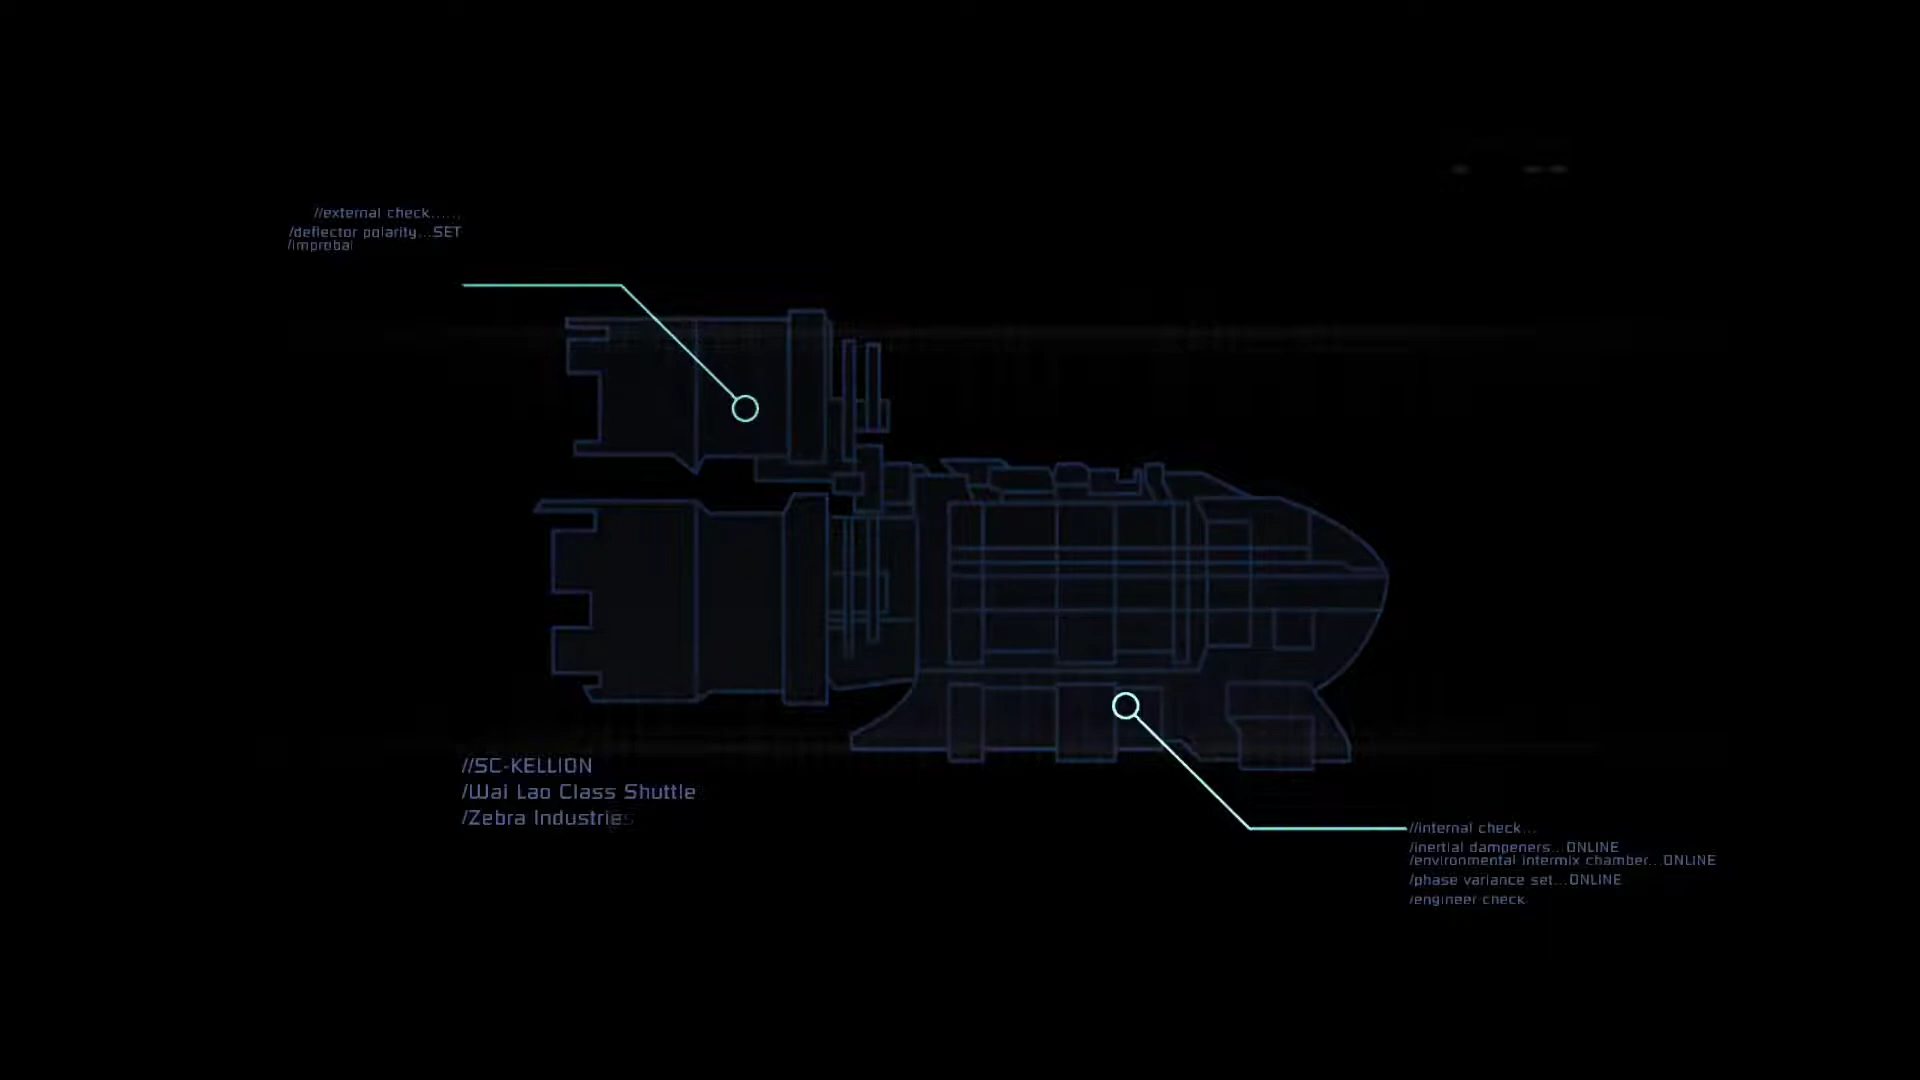 //external check......
/deflector polarity...SET
/improbal
//SC-KELLION
/Wai Lao Class Shuttle
/Zebra Industries
//internal check...
/inertial dampeners...ONLINE
/environmental intermix chamber...ONLINE
/phase variance set...ONLINE
/engineer check